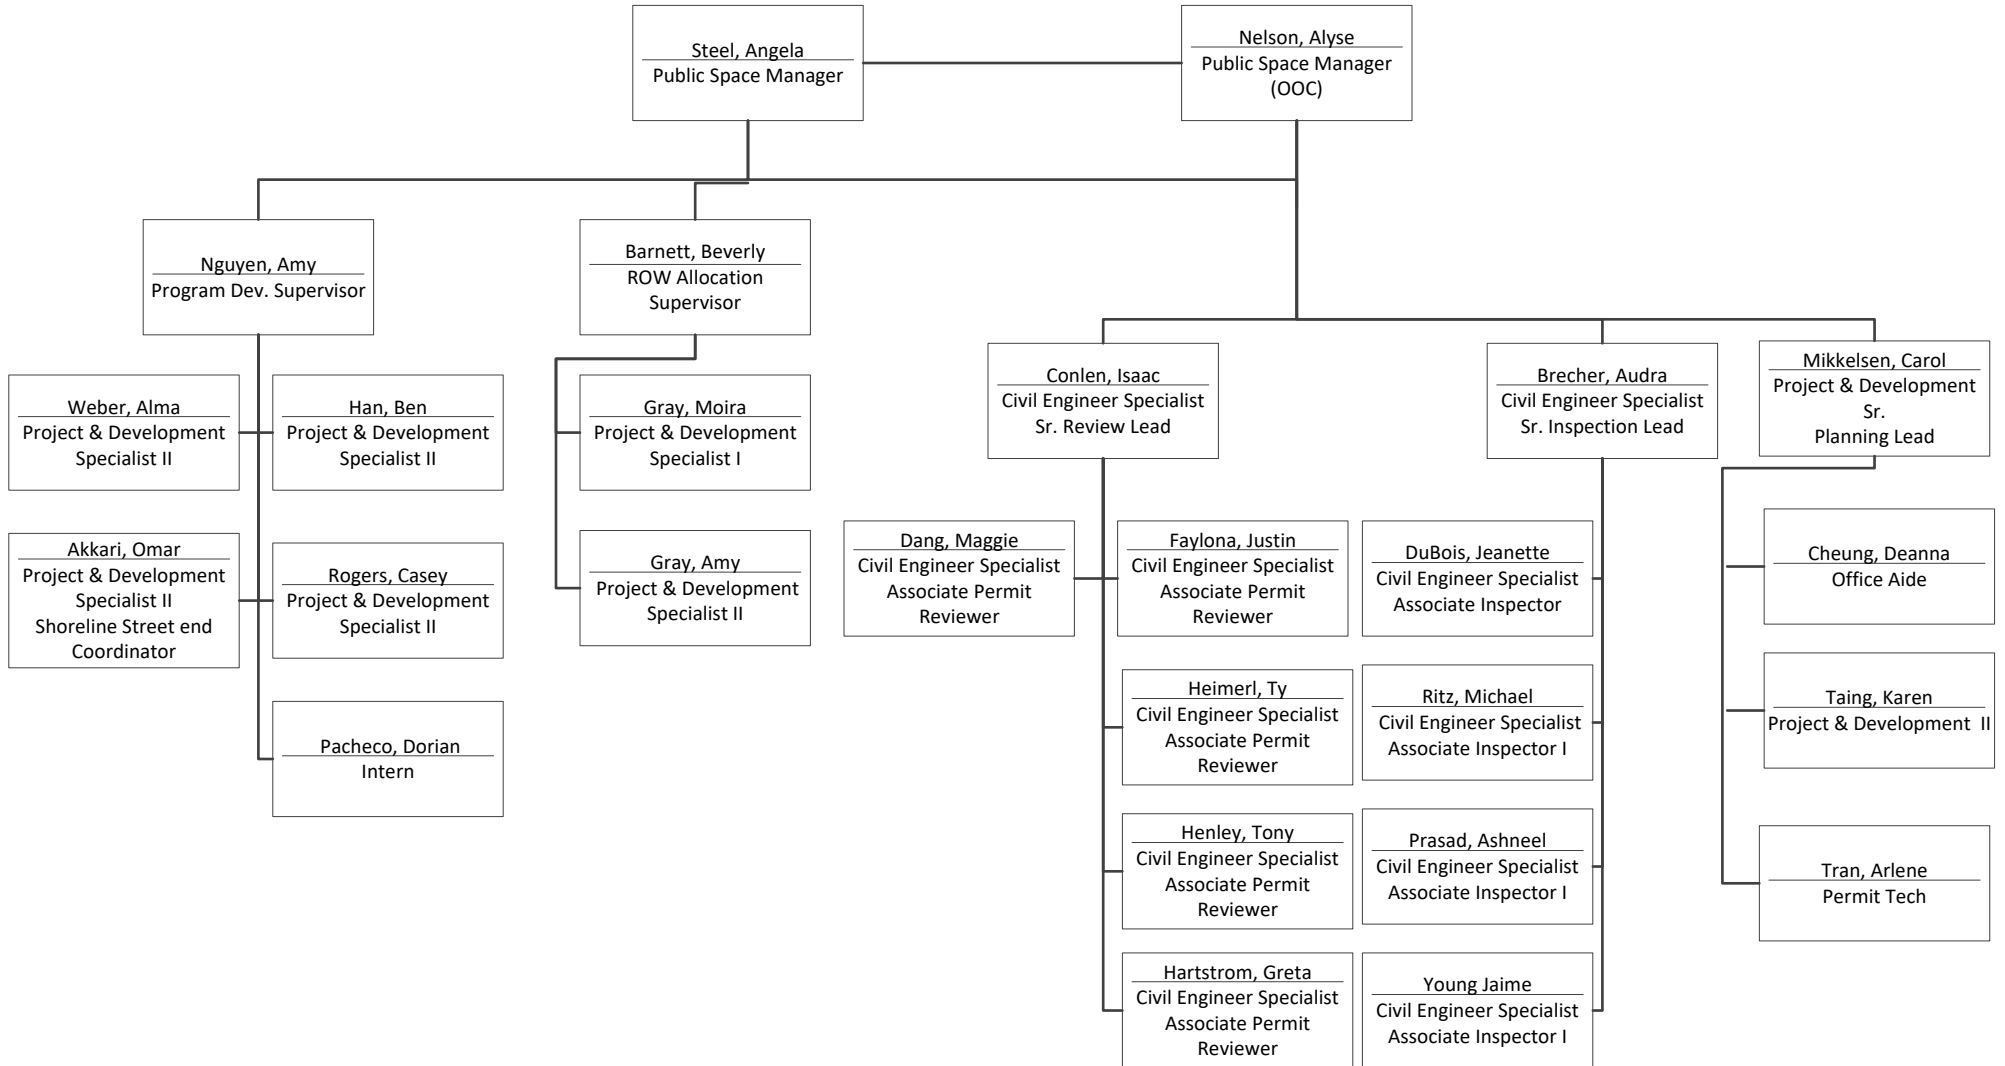 Steel, Angela
Public Space Manager
Nelson, Alyse
Public Space Manager
(OOC)
Nguyen, Amy
Program Dev. Supervisor
Barnett, Beverly
ROW Allocation
Supervisor
Conlen, Isaac
Civil Engineer Specialist
Sr. Review Lead
Brecher, Audra
Civil Engineer Specialist
Sr. Inspection Lead
Mikkelsen, Carol
Project & Development
Sr.
Planning Lead
Weber, Alma
Project & Development
Specialist II
Han, Ben
Project & Development
Specialist II
Gray, Moira
Project & Development
Specialist I
Akkari, Omar
Project & Development
Specialist II
Shoreline Street end
Coordinator
Rogers, Casey
Project & Development
Specialist II
Gray, Amy
Project & Development
Specialist II
Pacheco, Dorian
Intern
Dang, Maggie
Civil Engineer Specialist
Associate Permit
Reviewer
Faylona, Justin
Civil Engineer Specialist
Associate Permit
Reviewer
DuBois, Jeanette
Civil Engineer Specialist
Associate Inspector
Cheung, Deanna
Office Aide
Heimerl, Ty
Civil Engineer Specialist
Associate Permit
Reviewer
Ritz, Michael
Civil Engineer Specialist
Associate Inspector I
Taing, Karen
Project & Development  II
Henley, Tony
Civil Engineer Specialist
Associate Permit
Reviewer
Prasad, Ashneel
Civil Engineer Specialist
Associate Inspector I
Tran, Arlene
Permit Tech
Hartstrom, Greta
Civil Engineer Specialist
Associate Permit
Reviewer
Young Jaime
Civil Engineer Specialist
Associate Inspector I